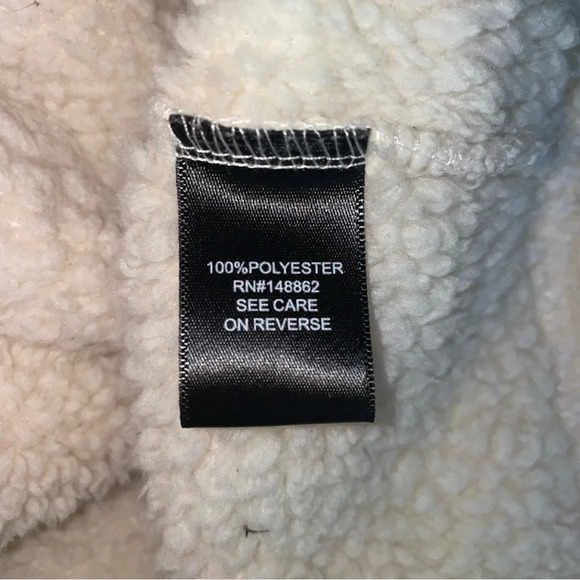 100%POLYESTER
RN#148862
SEE CARE
ON REVERSE